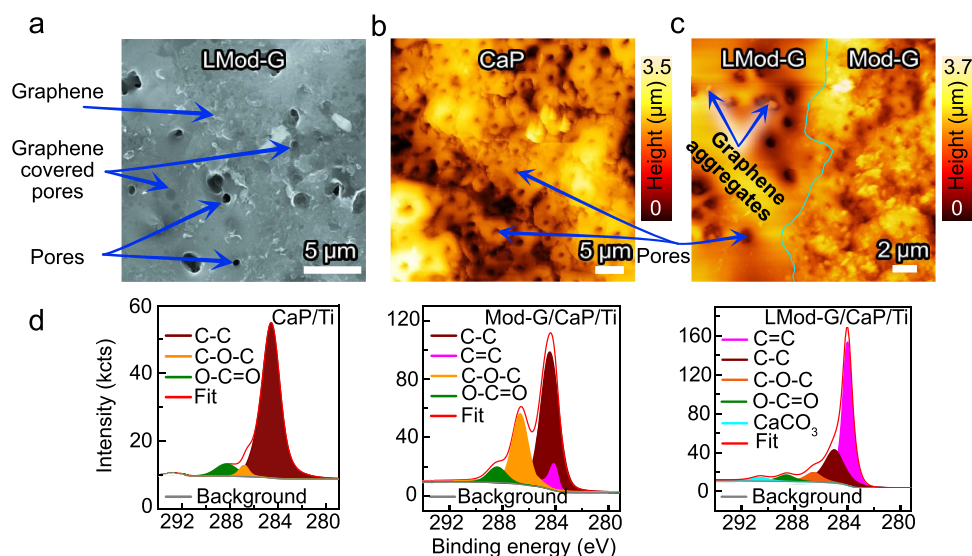 a
LMod-G
Graphene
Graphene
covered
pores
Pores
5 µm
b
CaP
5 µm
3.5
Height (µm)
0
Pores
c
LMod-G
Mod-G
Graphene
aggregates
2 µm
3.7
Height (µm)
0
d
Intensity (kcts)
60
40
20
0
CaP/Ti
C-C
C-O-C
O-C=O
Fit
Background
292 288 284 280
120
80
40
0
Mod-G/CaP/Ti
C-C
C=C
C-O-C
O-C=O
Fit
Background
292 288 284 280
Binding energy (eV)
160
120
80
40
0
LMod-G/CaP/Ti
C=C
C-C
C-O-C
O-C=O
CaCO₃
Fit
Background
292 288 284 280